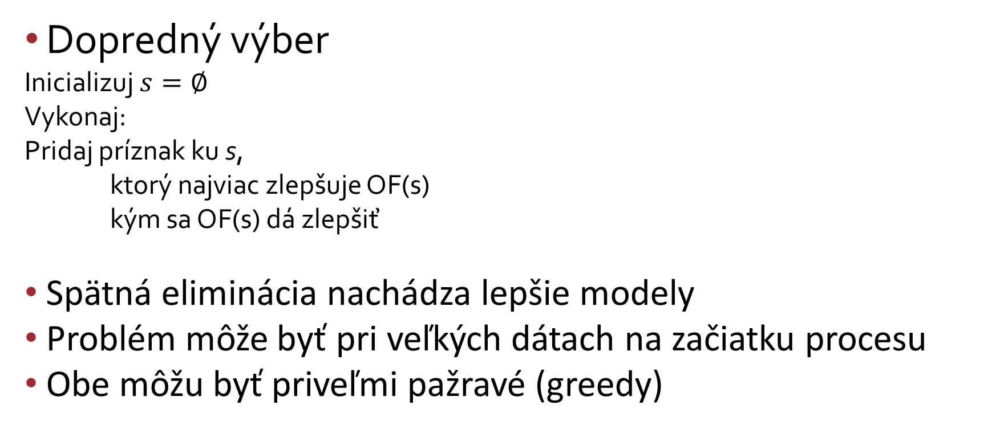 • Dopredný výber
Inicializuj s = ∅
Vykonaj:
Pridaj príznak ku s,
ktorý najviac zlepšuje OF(s)
kým sa OF(s) dá zlepšiť
• Spätná eliminácia nachádza lepšie modely
• Problém môže byť pri veľkých dátach na začiatku procesu
• Obe môžu byť priveľmi pažravé (greedy)